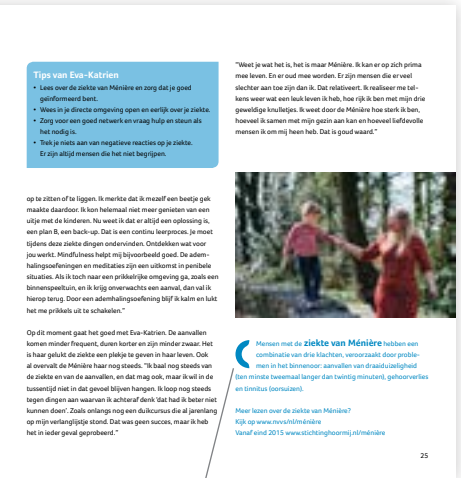 Tips van Eva-Katrien
• Lees over de ziekte van Ménière en zorg dat je goed
geïnformeerd bent.
• Wees in je directe omgeving open en eerlijk over je ziekte.
• Zorg voor een goed netwerk en vraag hulp en steun als
het nodig is.
• Trek je niets aan van negatieve reacties op je ziekte.
Er zijn altijd mensen die het niet begrijpen.
op te zitten of te liggen. Ik merkte dat ik mezelf een beetje gek
maakte daardoor. Ik kon helemaal niet meer genieten van een
uitje met de kinderen. Nu weet ik dat er altijd een oplossing is,
een plan B, een back-up. Dat is een continu leerproces. Je moet
tijdens deze ziekte dingen ondervinden. Ontdekken wat voor
jou werkt. Mindfulness helpt mij bijvoorbeeld goed. De adem-
halingsoefeningen en meditaties zijn een uitkomst in penibele
situaties. Als ik toch naar een prikkelrijke omgeving ga, zoals een
binnenspeeltuin, en ik krijg onverwachts een aanval, dan val ik
hierop terug. Door een ademhalingsoefening blijf ik kalm en lukt
het me prikkels uit te schakelen."
Op dit moment gaat het goed met Eva-Katrien. De aanvallen
komen minder frequent, duren korter en zijn minder zwaar. Het
is haar gelukt de ziekte een plekje te geven in haar leven. Ook
al overvalt de Ménière haar nog steeds. "Ik baal nog steeds van
de ziekte en van de aanvallen, en dat mag ook, maar ik wil in de
tussentijd niet in dat gevoel blijven hangen. Ik loop nog steeds
tegen dingen aan waarvan ik achteraf denk 'dat had ik beter niet
kunnen doen'. Zoals onlangs nog een duikcursus die al jarenlang
op mijn verlanglijstje stond. Dat was geen succes, maar ik heb
het in ieder geval geprobeerd."
"Weet je wat het is, het is maar Ménière. Ik kan er op zich prima
mee leven. En er oud mee worden. Er zijn mensen die er veel
slechter aan toe zijn dan ik. Dat relativeert. Ik realiseer me tel-
kens weer wat een leuk leven ik heb, hoe rijk ik ben met mijn drie
geweldige knulletjes. Ik weet door de Ménière hoe sterk ik ben,
hoeveel ik samen met mijn gezin aan kan en hoeveel liefdevolle
mensen ik om mij heen heb. Dat is goud waard."
Mensen met de ziekte van Ménière hebben een
combinatie van drie klachten, veroorzaakt door proble-
men in het binnenoor: aanvallen van draaiduizeligheid
(ten minste tweemaal langer dan twintig minuten), gehoorverlies
en tinnitus (oorsuizen).
Meer lezen over de ziekte van Ménière?
Kijk op www.nvvs/nl/ménière
Vanaf eind 2015 www.stichtinghoormij.nl/ménière
25